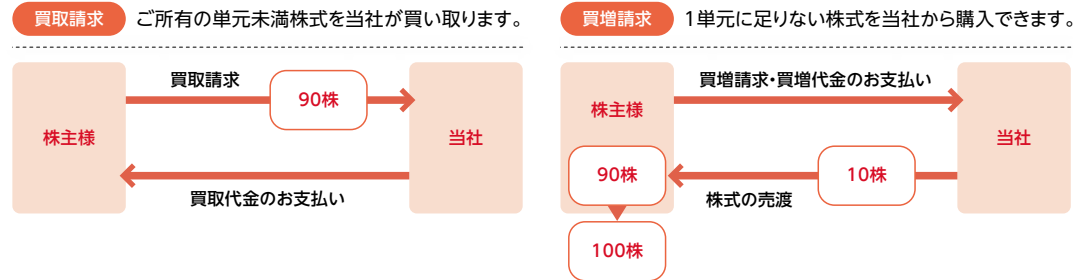 買取請求 ご所有の単元未満株式を当社が買い取ります。
買取請求
90株
株主様
当社
買取代金のお支払い
買増請求 1単元に足りない株式を当社から購入できます。
買増請求・買増代金のお支払い
株主様
当社
90株
10株
株式の売渡
100株